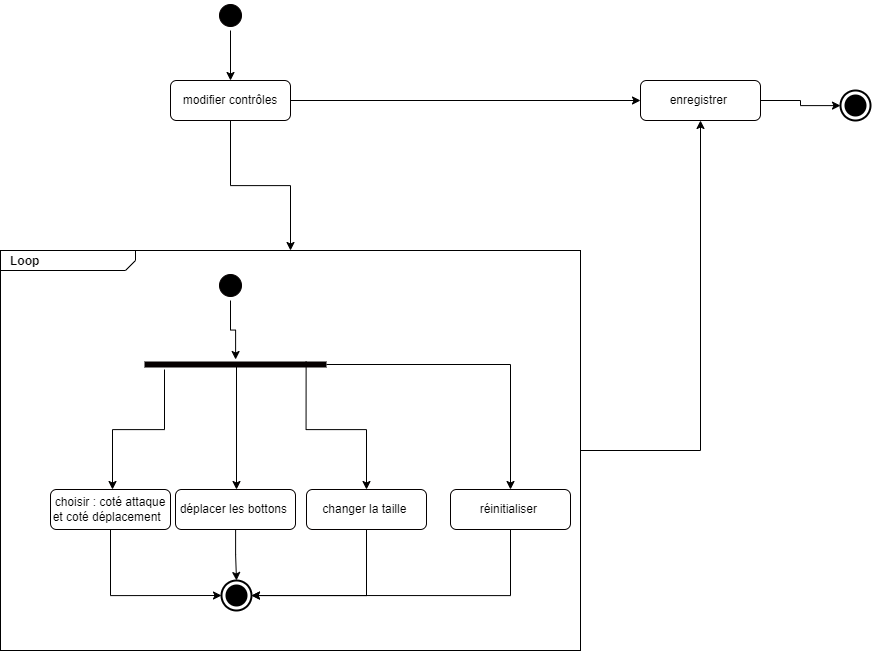 modifier contrôles
enregistrer
Loop
choisir : coté attaque
et coté déplacement
déplacer les bottons
changer la taille
réinitialiser